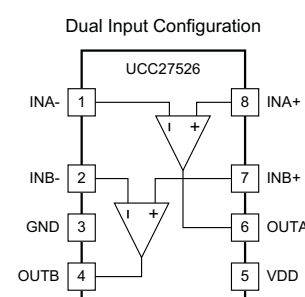 Dual Input Configuration
UCC27526
INA- 1 8 INA+
− +
INB- 2 7 INB+
− +
GND 3 6 OUTA
OUTB 4 5 VDD